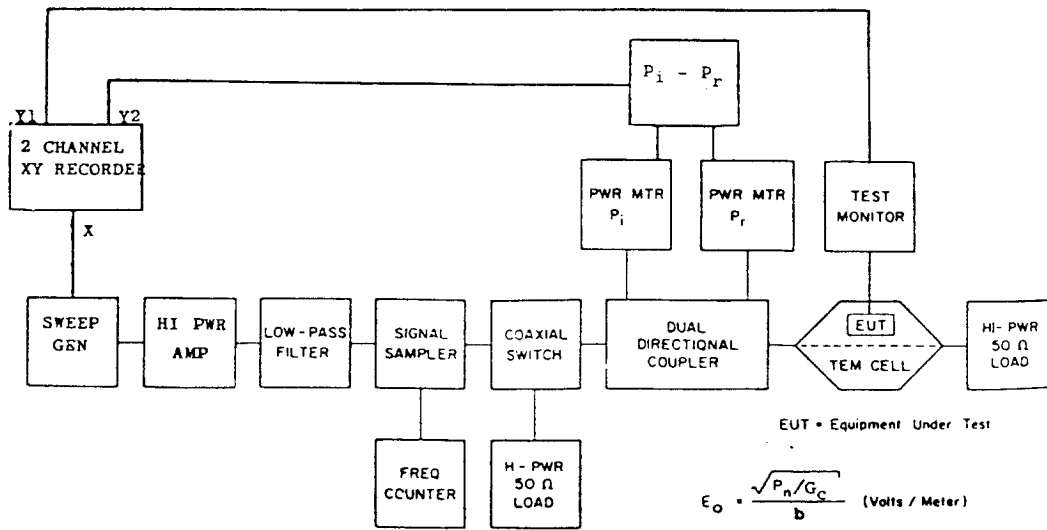 P_i - P_r
Y1
Y2
2 CHANNEL
XY RECORDER
X
PWR MTR
P_i
PWR MTR
P_r
TEST
MONITOR
SWEEP
GEN
HI PWR
AMP
LOW-PASS
FILTER
SIGNAL
SAMPLER
COAXIAL
SWITCH
DUAL
DIRECTIONAL
COUPLER
EUT
TEM CELL
HI-PWR
50 Ω
LOAD
FREQ
CCUNTER
H-PWR
50 Ω
LOAD
EUT = Equipment Under Test
E_o = √(P_n/G_c) / b (Volts / Meter)